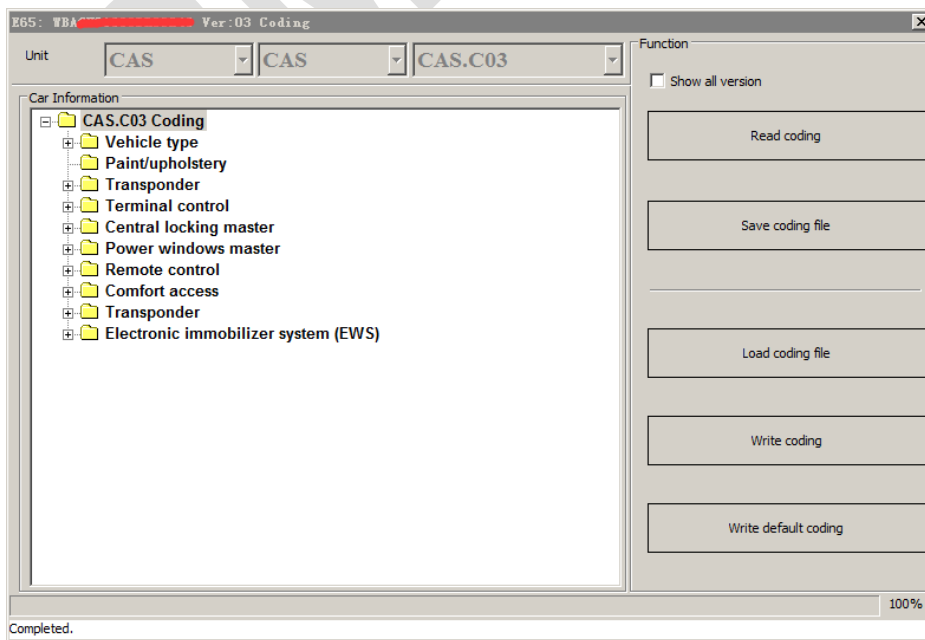 E65: WBA Ver:03 Coding
Unit
CAS
CAS
CAS.C03
Function
Show all version
Car Information
CAS.C03 Coding
Vehicle type
Paint/upholstery
Transponder
Terminal control
Central locking master
Power windows master
Remote control
Comfort access
Transponder
Electronic immobilizer system (EWS)
Read coding
Save coding file
Load coding file
Write coding
Write default coding
100%
Completed.